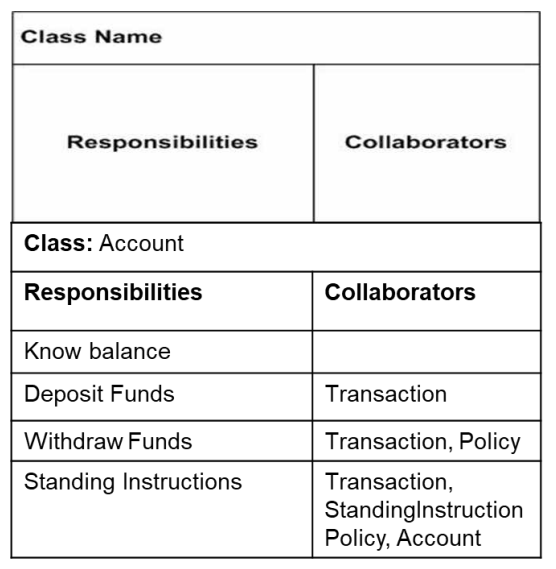 Class Name
Responsibilities Collaborators
Class: Account
Responsibilities Collaborators
Know balance
Deposit Funds Transaction
Withdraw Funds Transaction, Policy
Standing Instructions Transaction,
StandingInstruction
Policy, Account